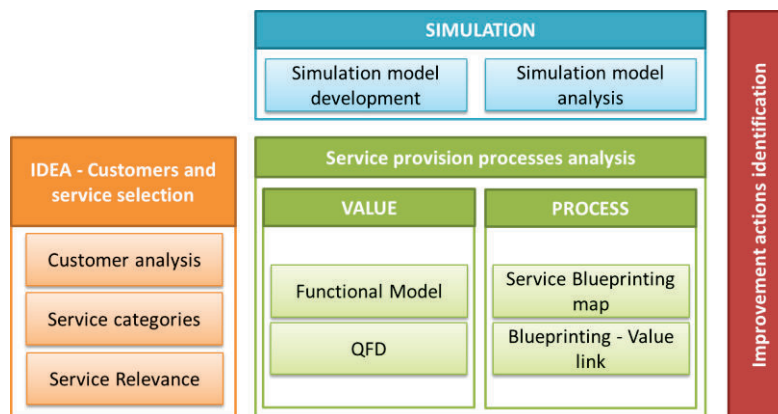 SIMULATION
Simulation model
development
Simulation model
analysis
IDEA - Customers and
service selection
Customer analysis
Service categories
Service Relevance
Service provision processes analysis
VALUE
Functional Model
QFD
PROCESS
Service Blueprinting
map
Blueprinting - Value
link
Improvement actions identification